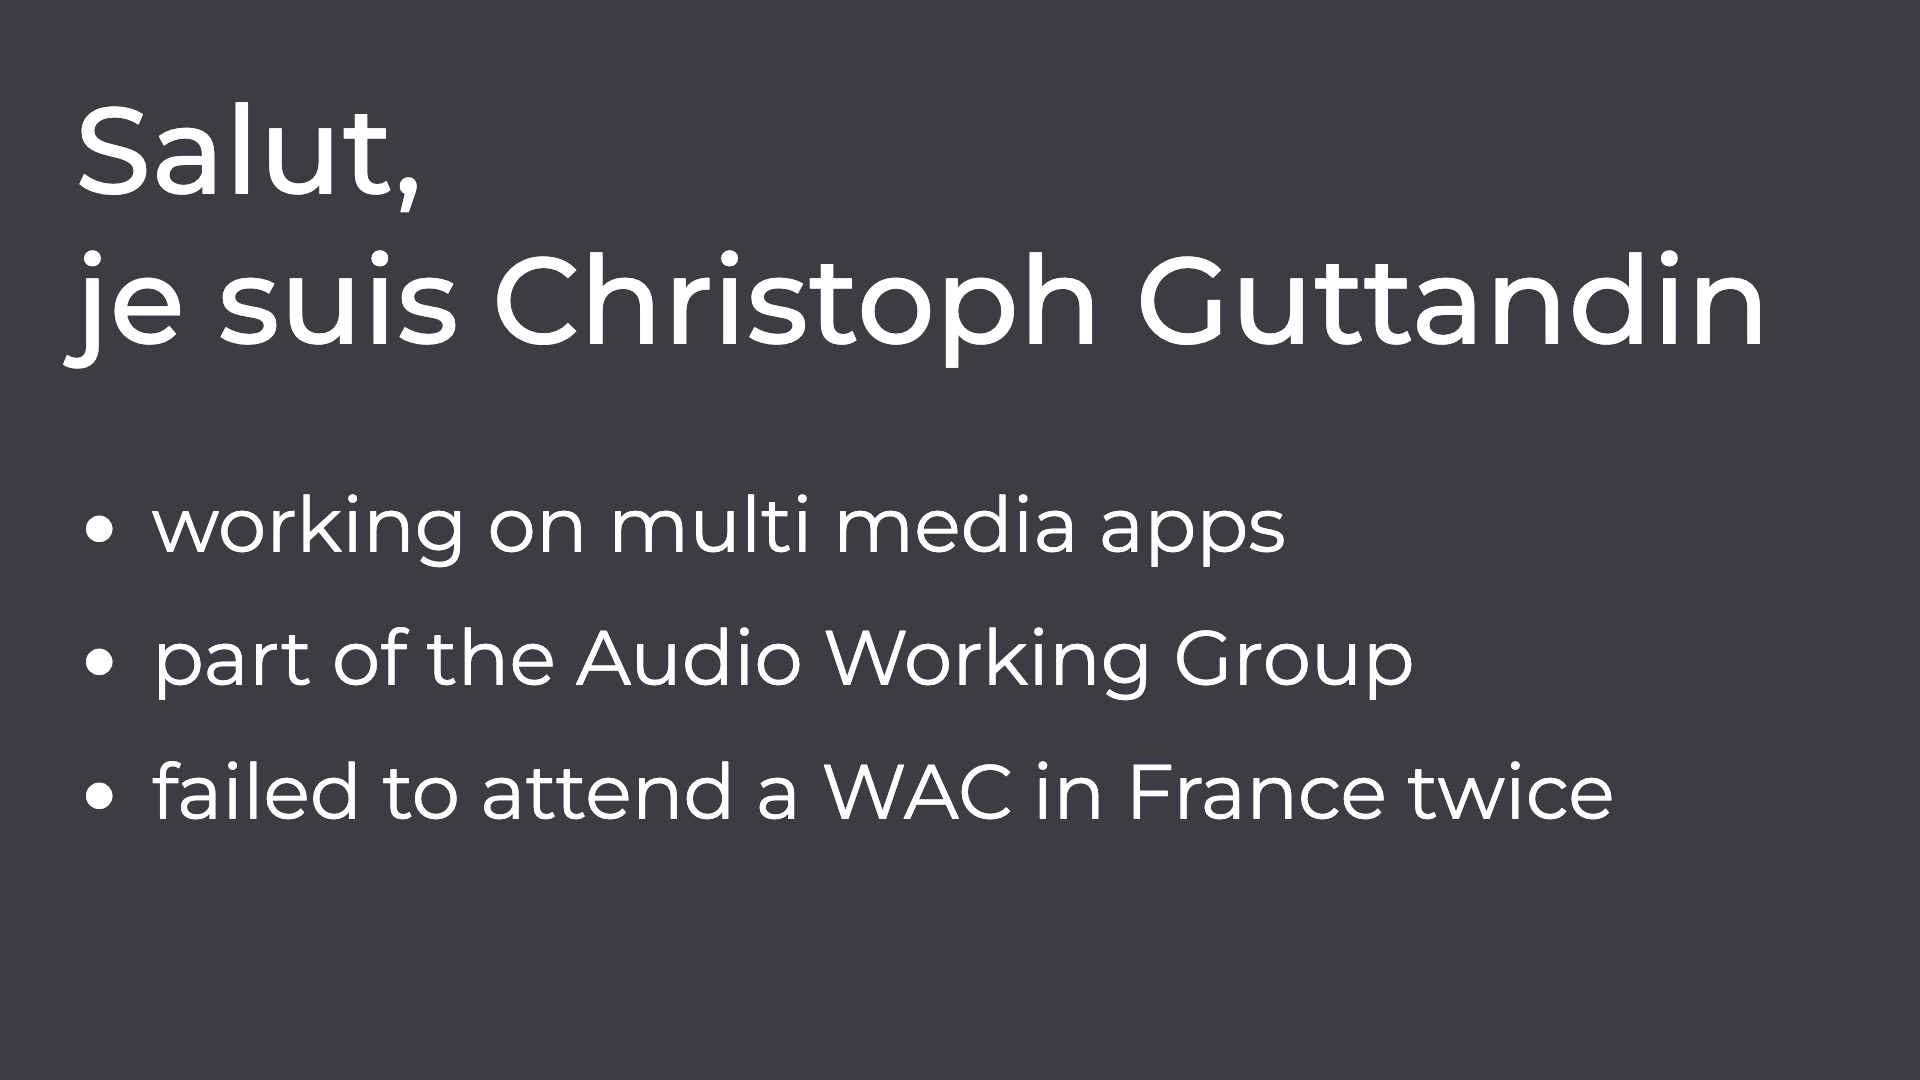 Salut,
je suis Christoph Guttandin
• working on multi media apps
• part of the Audio Working Group
• failed to attend a WAC in France twice